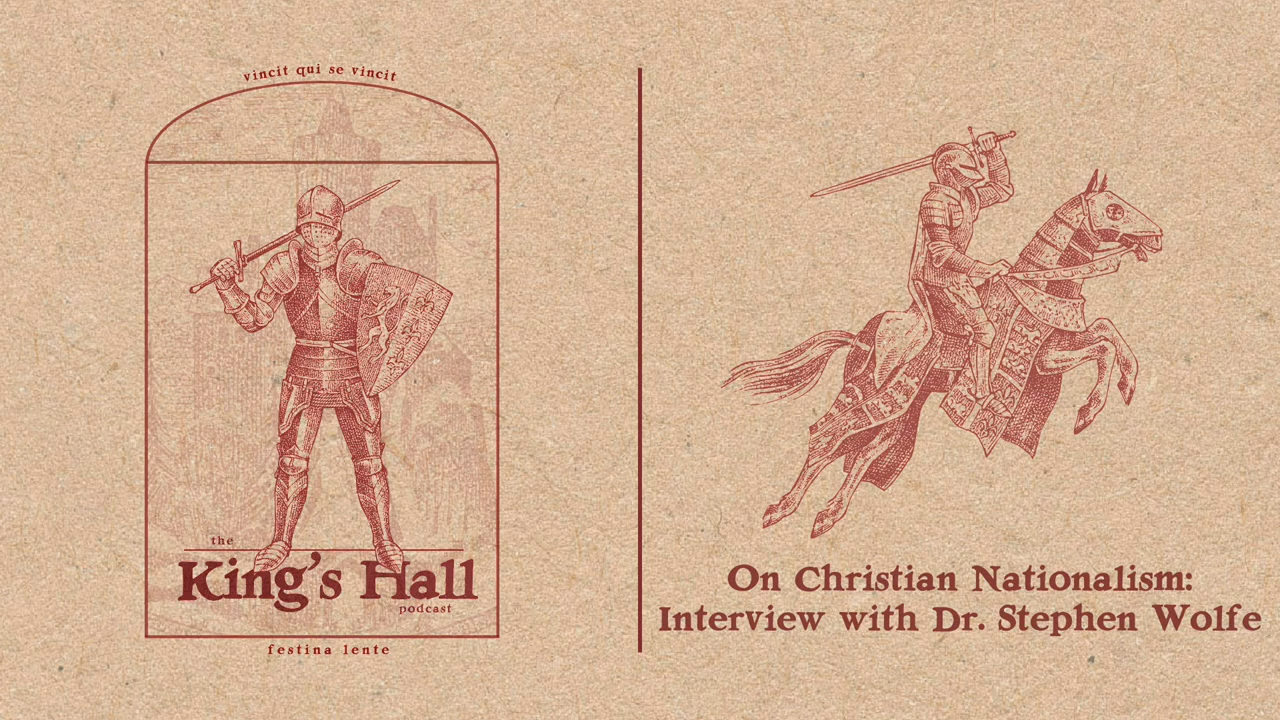 vincit qui se vincit
the
King's Hall
podcast
festina lente
On Christian Nationalism:
Interview with Dr. Stephen Wolfe